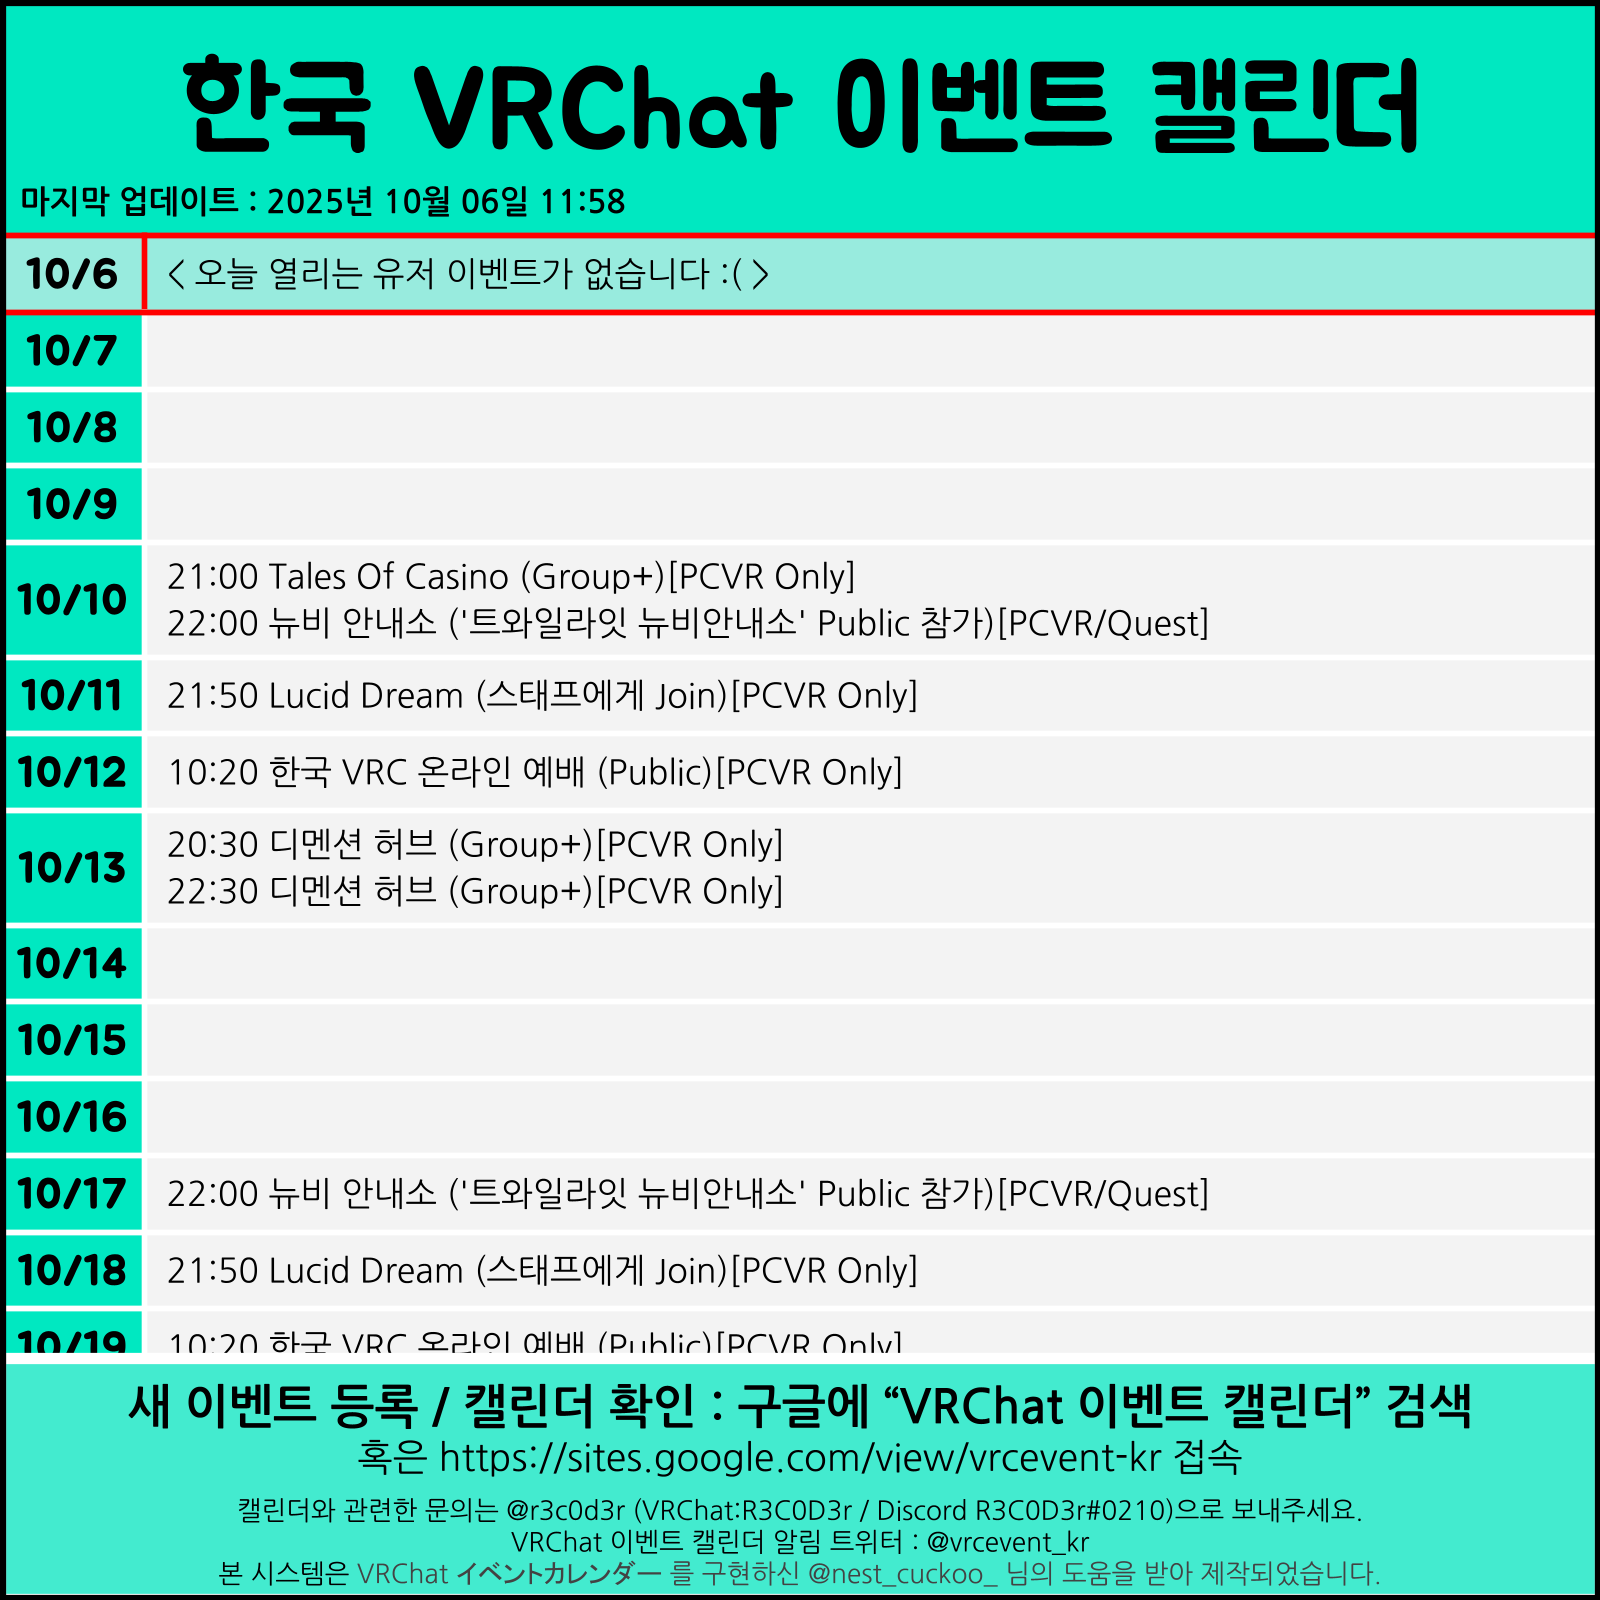 한국 VRChat 이벤트 캘린더
마지막 업데이트 : 2025년 10월 06일 11:58
10/6 < 오늘 열리는 유저 이벤트가 없습니다 :( >
10/7
10/8
10/9
10/10
21:00 Tales Of Casino (Group+)[PCVR Only]
22:00 뉴비 안내소 ('트와일라잇 뉴비안내소' Public 참가)[PCVR/Quest]
10/11 21:50 Lucid Dream (스태프에게 Join)[PCVR Only]
10/12 10:20 한국 VRC 온라인 예배 (Public)[PCVR Only]
10/13
20:30 디멘션 허브 (Group+)[PCVR Only]
22:30 디멘션 허브 (Group+)[PCVR Only]
10/14
10/15
10/16
10/17 22:00 뉴비 안내소 ('트와일라잇 뉴비안내소' Public 참가)[PCVR/Quest]
10/18 21:50 Lucid Dream (스태프에게 Join)[PCVR Only]
10/19 10:20 한국 VRC 온라인 예배 (Public)[PCVR Only]
새 이벤트 등록 / 캘린더 확인 : 구글에 “VRChat 이벤트 캘린더” 검색
혹은 https://sites.google.com/view/vrcevent-kr 접속
캘린더와 관련한 문의는 @r3c0d3r (VRChat:R3C0D3r / Discord R3C0D3r#0210)으로 보내주세요.
VRChat 이벤트 캘린더 알림 트위터 : @vrcevent_kr
본 시스템은 VRChat イベントカレンダー 를 구현하신 @nest_cuckoo_ 님의 도움을 받아 제작되었습니다.